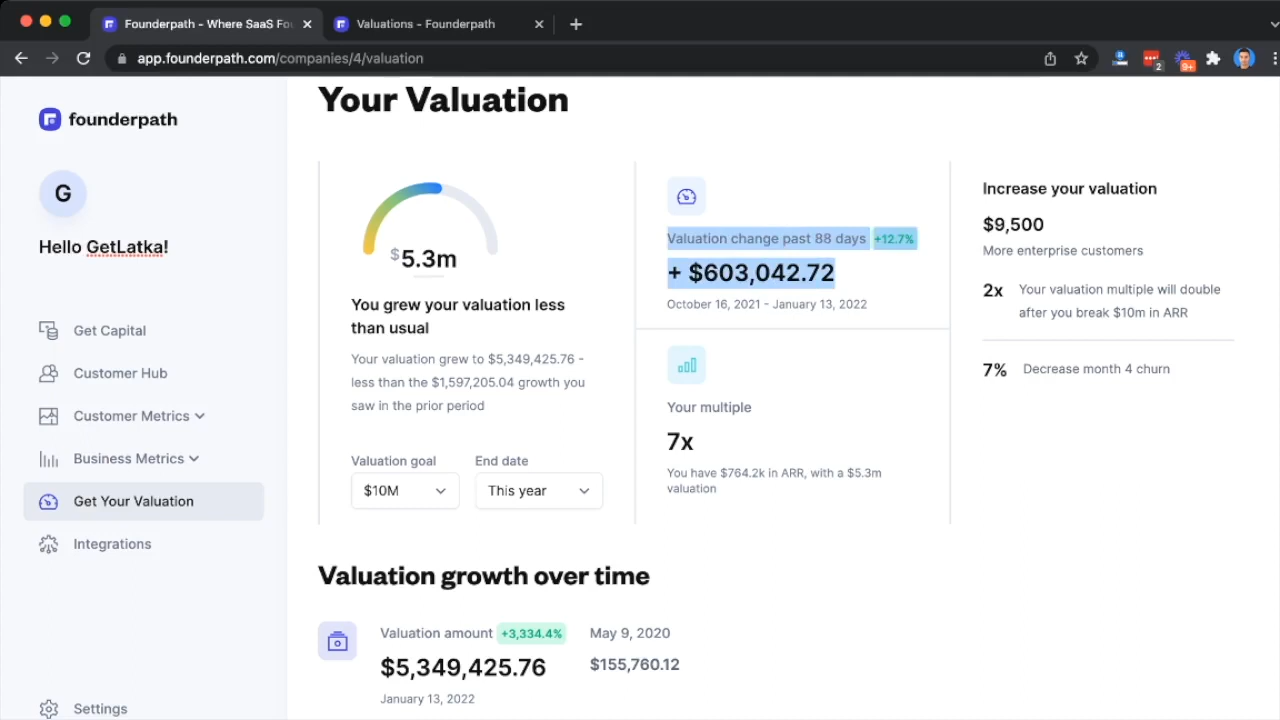 Founderpath - Where SaaS Fou
Valuations - Founderpath
app.founderpath.com/companies/4/valuation
2
9+
founderpath
G
Hello GetLatka!
Get Capital
Customer Hub
Customer Metrics
Business Metrics
Get Your Valuation
Integrations
Settings
Your Valuation
$5.3m
You grew your valuation less
than usual
Your valuation grew to $5,349,425.76 -
less than the $1,597,205.04 growth you
saw in the prior period
Valuation goal
$10M
End date
This year
Valuation change past 88 days +12.7%
+ $603,042.72
October 16, 2021 - January 13, 2022
Your multiple
7x
You have $764.2k in ARR, with a $5.3m
valuation
Increase your valuation
$9,500
More enterprise customers
2x Your valuation multiple will double
after you break $10m in ARR
7% Decrease month 4 churn
Valuation growth over time
Valuation amount +3,334.4%
$5,349,425.76
January 13, 2022
May 9, 2020
$155,760.12